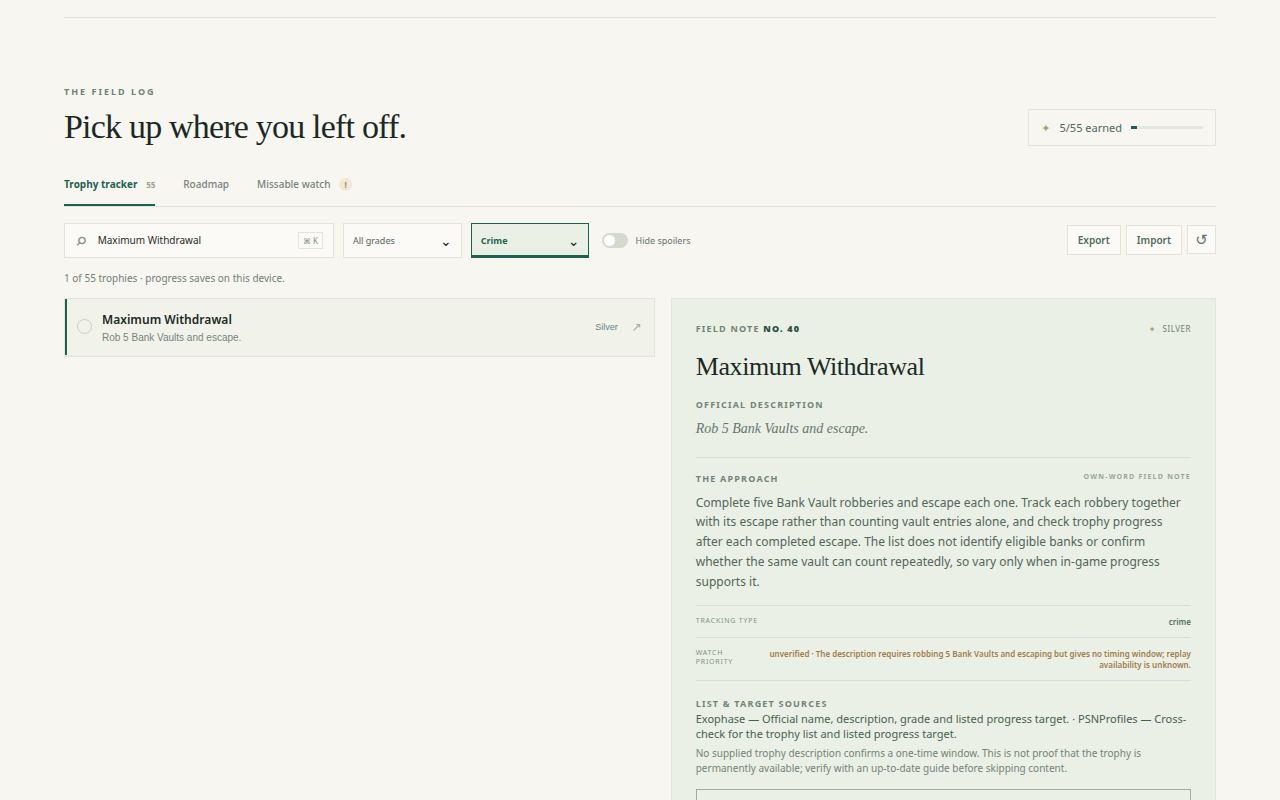 THE FIELD LOG
Pick up where you left off.
✦ 5/55 earned
Trophy tracker 55
Roadmap
Missable watch !
Maximum Withdrawal
⌘ K
All grades
Crime
Hide spoilers
Export
Import
1 of 55 trophies · progress saves on this device.
Maximum Withdrawal
Rob 5 Bank Vaults and escape.
Silver ↗
FIELD NOTE NO. 40
✦ SILVER
Maximum Withdrawal
OFFICIAL DESCRIPTION
Rob 5 Bank Vaults and escape.
THE APPROACH
OWN-WORD FIELD NOTE
Complete five Bank Vault robberies and escape each one. Track each robbery together
with its escape rather than counting vault entries alone, and check trophy progress
after each completed escape. The list does not identify eligible banks or confirm
whether the same vault can count repeatedly, so vary only when in-game progress
supports it.
TRACKING TYPE
crime
WATCH
PRIORITY
unverified · The description requires robbing 5 Bank Vaults and escaping but gives no timing window; replay
availability is unknown.
LIST & TARGET SOURCES
Exophase — Official name, description, grade and listed progress target. · PSNProfiles — Cross-
check for the trophy list and listed progress target.
No supplied trophy description confirms a one-time window. This is not proof that the trophy is
permanently available; verify with an up-to-date guide before skipping content.